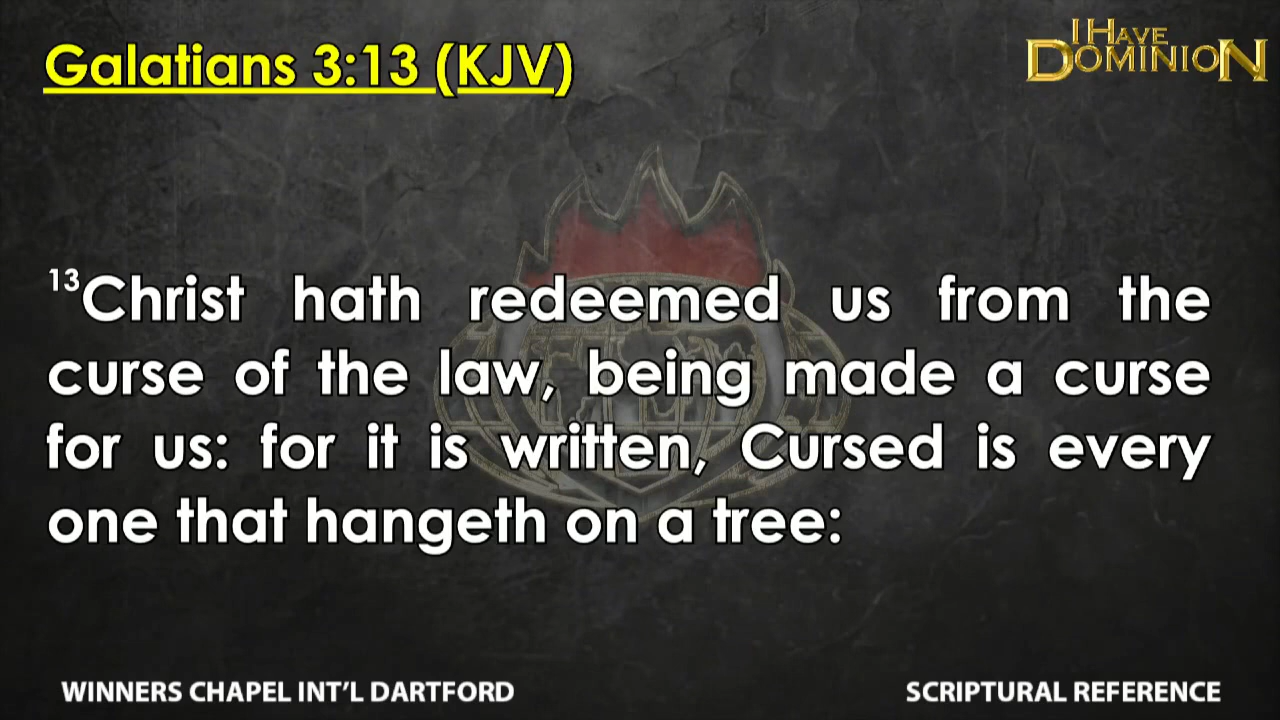 Galatians 3:13 (KJV)
I HAVE
DOMINION
13Christ hath redeemed us from the
curse of the law, being made a curse
for us: for it is written, Cursed is every
one that hangeth on a tree:
WINNERS CHAPEL INT'L DARTFORD
SCRIPTURAL REFERENCE